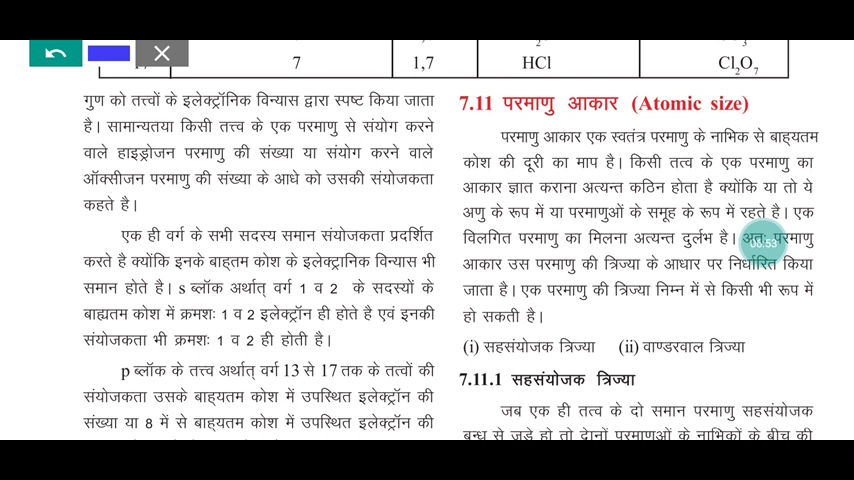 7
1,7
HCl
Cl₂O₇
गुण को तत्त्वों के इलेक्ट्रॉनिक विन्यास द्वारा स्पष्ट किया जाता
है। सामान्यतया किसी तत्त्व के एक परमाणु से संयोग करने
वाले हाइड्रोजन परमाणु की संख्या या संयोग करने वाले
ऑक्सीजन परमाणु की संख्या के आधे को उसकी संयोजकता
कहते है।
एक ही वर्ग के सभी सदस्य समान संयोजकता प्रदर्शित
करते है क्योंकि इनके बाह्तम कोश के इलेक्ट्रानिक विन्यास भी
समान होते है। s ब्लॉक अर्थात् वर्ग 1 व 2 के सदस्यों के
बाह्यतम कोश में क्रमशः 1 व 2 इलेक्ट्रॉन ही होते है एवं इनकी
संयोजकता भी क्रमशः 1 व 2 ही होती है।
p ब्लॉक के तत्त्व अर्थात् वर्ग 13 से 17 तक के तत्वों की
संयोजकता उसके बाह्यतम कोश में उपस्थित इलेक्ट्रॉन की
संख्या या 8 में से बाह्यतम कोश में उपस्थित इलेक्ट्रॉन की
7.11 परमाणु आकार (Atomic size)
परमाणु आकार एक स्वतंत्र परमाणु के नाभिक से बाह्यतम
कोश की दूरी का माप है। किसी तत्व के एक परमाणु का
आकार ज्ञात कराना अत्यन्त कठिन होता है क्योंकि या तो ये
अणु के रूप में या परमाणुओं के समूह के रूप में रहते है। एक
विलगित परमाणु का मिलना अत्यन्त दुर्लभ है। अतः परमाणु
आकार उस परमाणु की त्रिज्या के आधार पर निर्धारित किया
जाता है। एक परमाणु की त्रिज्या निम्न में से किसी भी रूप में
हो सकती है।
(i) सहसंयोजक त्रिज्या (ii) वाण्डरवाल त्रिज्या
7.11.1 सहसंयोजक त्रिज्या
जब एक ही तत्व के दो समान परमाणु सहसंयोजक
बन्ध से जुड़े हो तो दोनों परमाणुओं के नाभिकों के बीच की